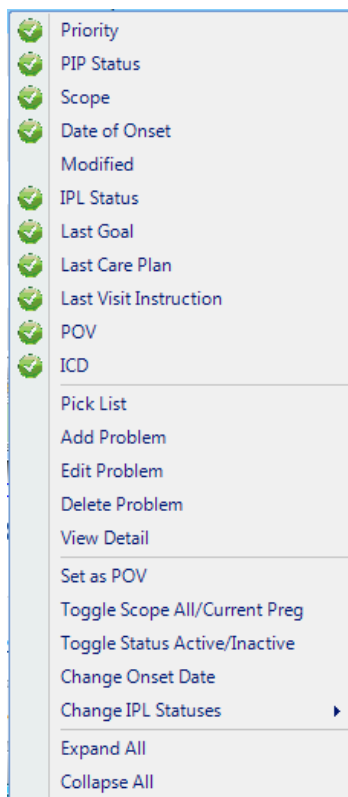 Priority
PIP Status
Scope
Date of Onset
Modified
IPL Status
Last Goal
Last Care Plan
Last Visit Instruction
POV
ICD
Pick List
Add Problem
Edit Problem
Delete Problem
View Detail
Set as POV
Toggle Scope All/Current Preg
Toggle Status Active/Inactive
Change Onset Date
Change IPL Statuses
Expand All
Collapse All